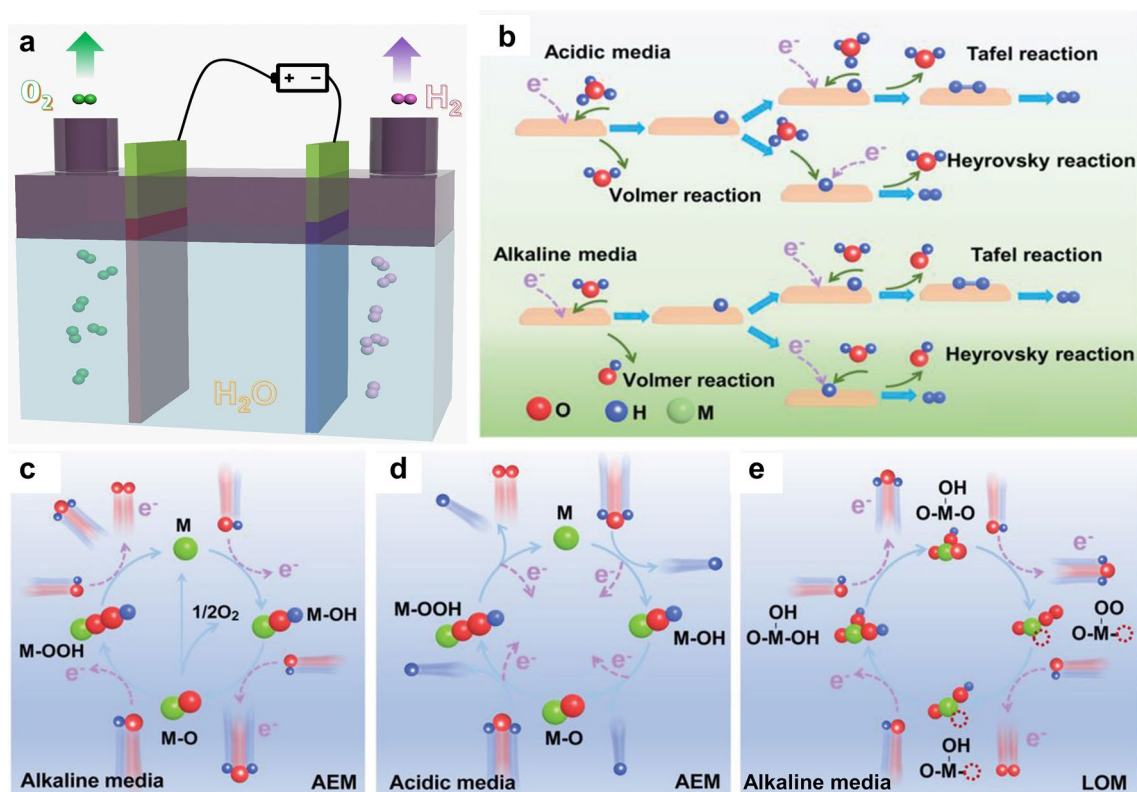 a
O₂
+ −
H₂
H₂O
b
Acidic media
e⁻
e⁻
Tafel reaction
Volmer reaction
e⁻
Heyrovsky reaction
Alkaline media
e⁻
e⁻
Tafel reaction
Volmer reaction
e⁻
Heyrovsky reaction
O H M
c
e⁻
M
e⁻
1/2O₂
M-OOH
M-OH
e⁻
e⁻
M-O
Alkaline media
AEM
d
M
e⁻
e⁻
M-OOH
M-OH
e⁻
e⁻
M-O
Acidic media
AEM
e
e⁻
OH
O-M-O
e⁻
OH
O-M-OH
OO
O-M-
e⁻
e⁻
OH
O-M-
Alkaline media
LOM